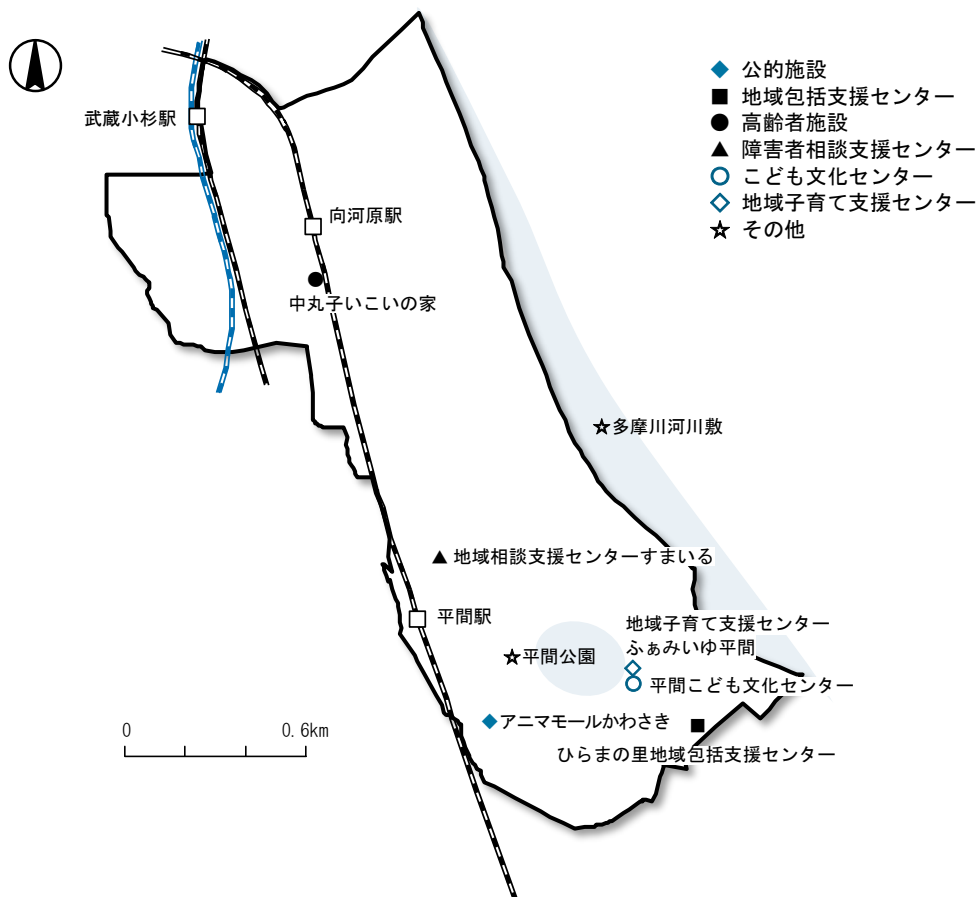 公的施設
地域包括支援センター
高齢者施設
障害者相談支援センター
こども文化センター
地域子育て支援センター
その他
武蔵小杉駅
向河原駅
中丸子いこいの家
多摩川河川敷
地域相談支援センターすまいる
平間駅
地域子育て支援センター
ふぁみいゆ平間
平間公園
平間こども文化センター
アニマモールかわさき
ひらまの里地域包括支援センター
0 0.6km